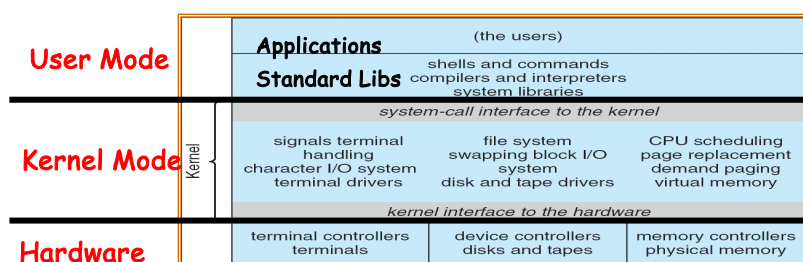 User Mode
Applications
(the users)
Standard Libs
shells and commands
compilers and interpreters
system libraries
system-call interface to the kernel
Kernel Mode
Kernel
signals terminal
handling
character I/O system
terminal drivers
file system
swapping block I/O
system
disk and tape drivers
CPU scheduling
page replacement
demand paging
virtual memory
kernel interface to the hardware
Hardware
terminal controllers
terminals
device controllers
disks and tapes
memory controllers
physical memory